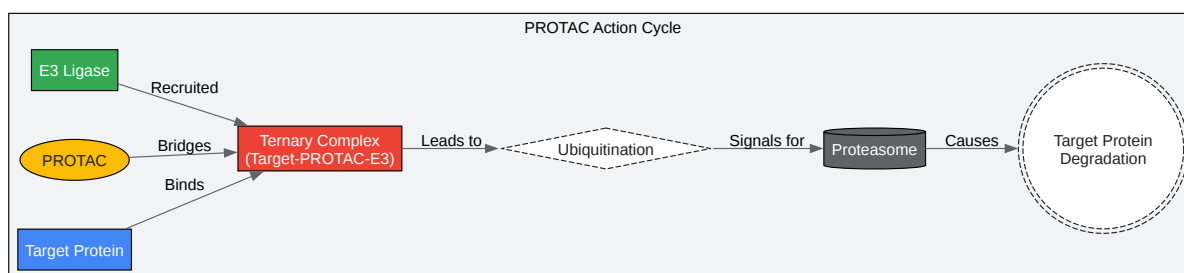 PROTAC Action Cycle
E3 Ligase
Recruited
PROTAC
Bridges
Target Protein
Binds
Ternary Complex
(Target-PROTAC-E3)
Leads to
Ubiquitination
Signals for
Proteasome
Causes
Target Protein
Degradation